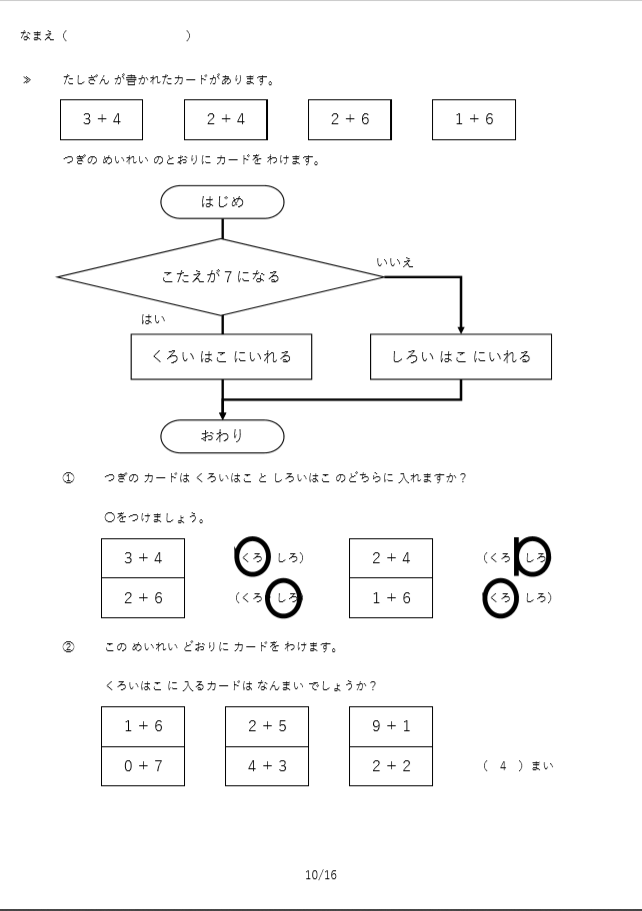 なまえ（　　　　　　　　　）
≫　たしざん が書かれたカードがあります。
3 + 4　2 + 4　2 + 6　1 + 6
つぎの めいれい のとおりに カードを わけます。
はじめ
こたえが７になる
いいえ
はい
くろい はこ にいれる　しろい はこ にいれる
おわり
①　つぎの カードは くろいはこ と しろいはこ のどちらに 入れますか？
〇をつけましょう。
3 + 4　くろ しろ）　2 + 4　（くろ しろ
2 + 6　（くろ しろ　1 + 6　くろ しろ）
②　この めいれい どおりに カードを わけます。
くろいはこ に 入るカードは なんまい でしょうか？
1 + 6　2 + 5　9 + 1
0 + 7　4 + 3　2 + 2　（　4　）まい
10/16